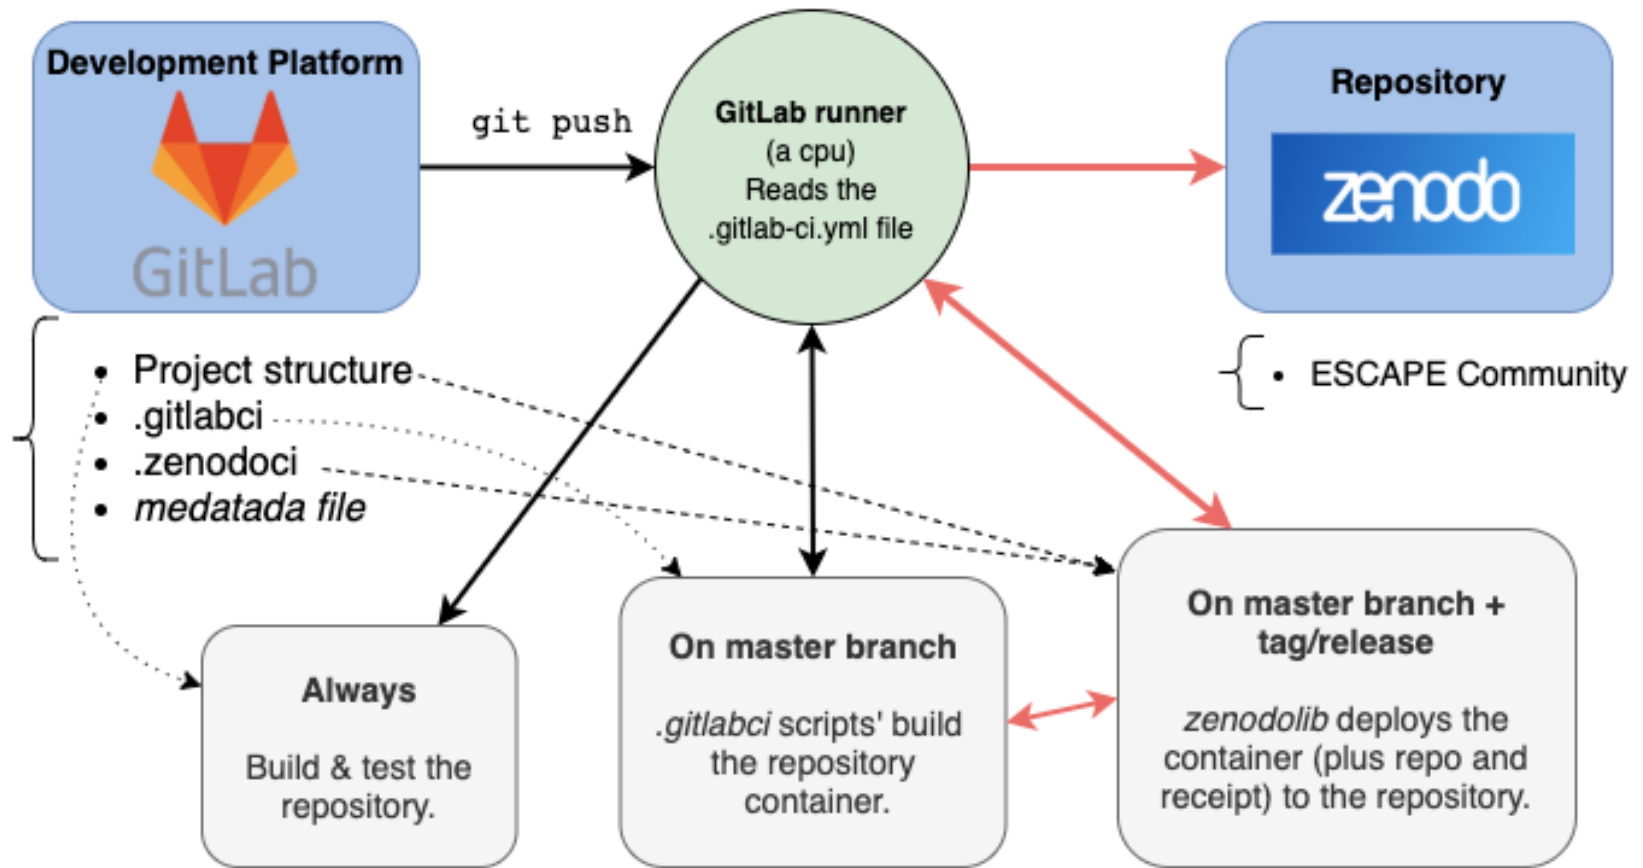 Development Platform
GitLab
git push
GitLab runner
(a cpu)
Reads the
.gitlab-ci.yml file
Repository
zenodo
• Project structure
• .gitlabci
• .zenodoci
• medatada file
• ESCAPE Community
Always
Build & test the
repository.
On master branch
.gitlabci scripts' build
the repository
container.
On master branch +
tag/release
zenodolib deploys the
container (plus repo and
receipt) to the repository.